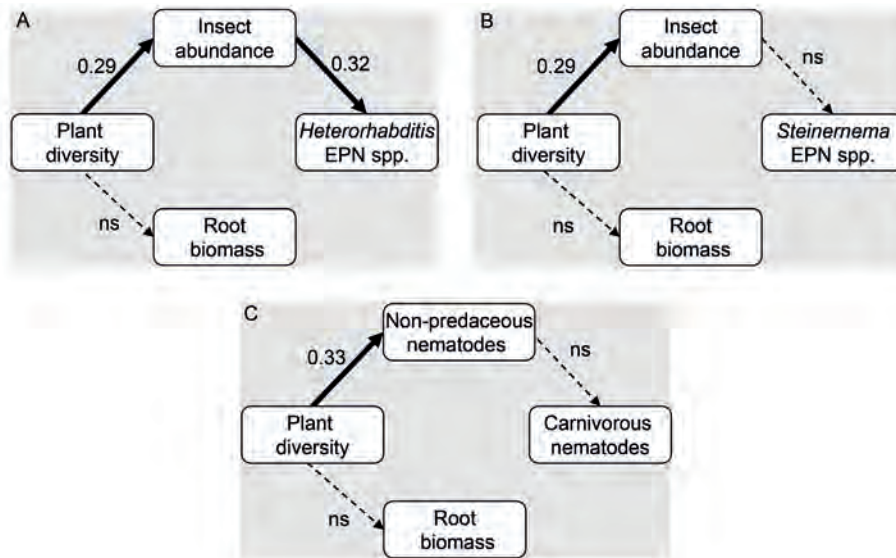 A
Insect
abundance
0.29
0.32
Plant
diversity
Heterorhabditis
EPN spp.
ns
Root
biomass
B
Insect
abundance
0.29
ns
Plant
diversity
Steinernema
EPN spp.
ns
Root
biomass
C
Non-predaceous
nematodes
0.33
ns
Plant
diversity
Carnivorous
nematodes
ns
Root
biomass